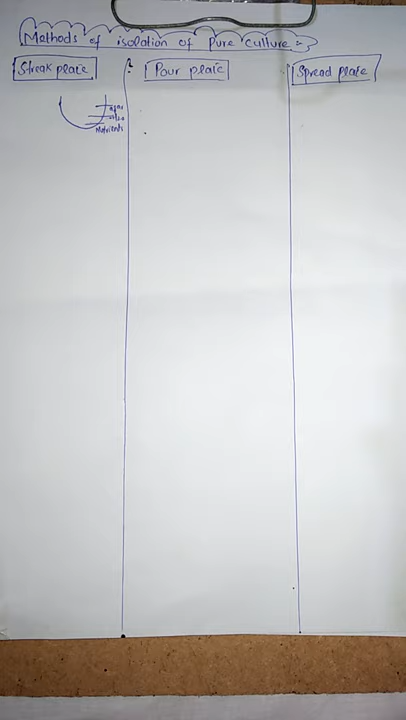 Methods of isolation of Pure culture :-
Streak plate
Pour plate
Spread plate
agar
Nutrients